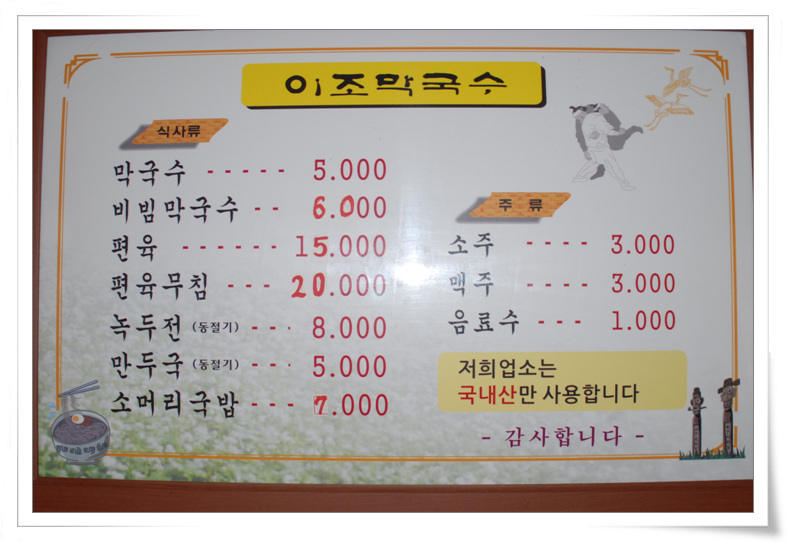 이조막국수
식사류
막국수 ----- 5.000
비빔막국수 -- 6.000
편육 ------ 15.000
편육무침 --- 20.000
녹두전 (동절기) --- 8.000
만두국 (동절기) --- 5.000
소머리국밥 --- 7.000
주 류
소주 ---- 3.000
맥주 ---- 3.000
음료수 --- 1.000
저희업소는
국내산만 사용합니다
- 감사합니다 -